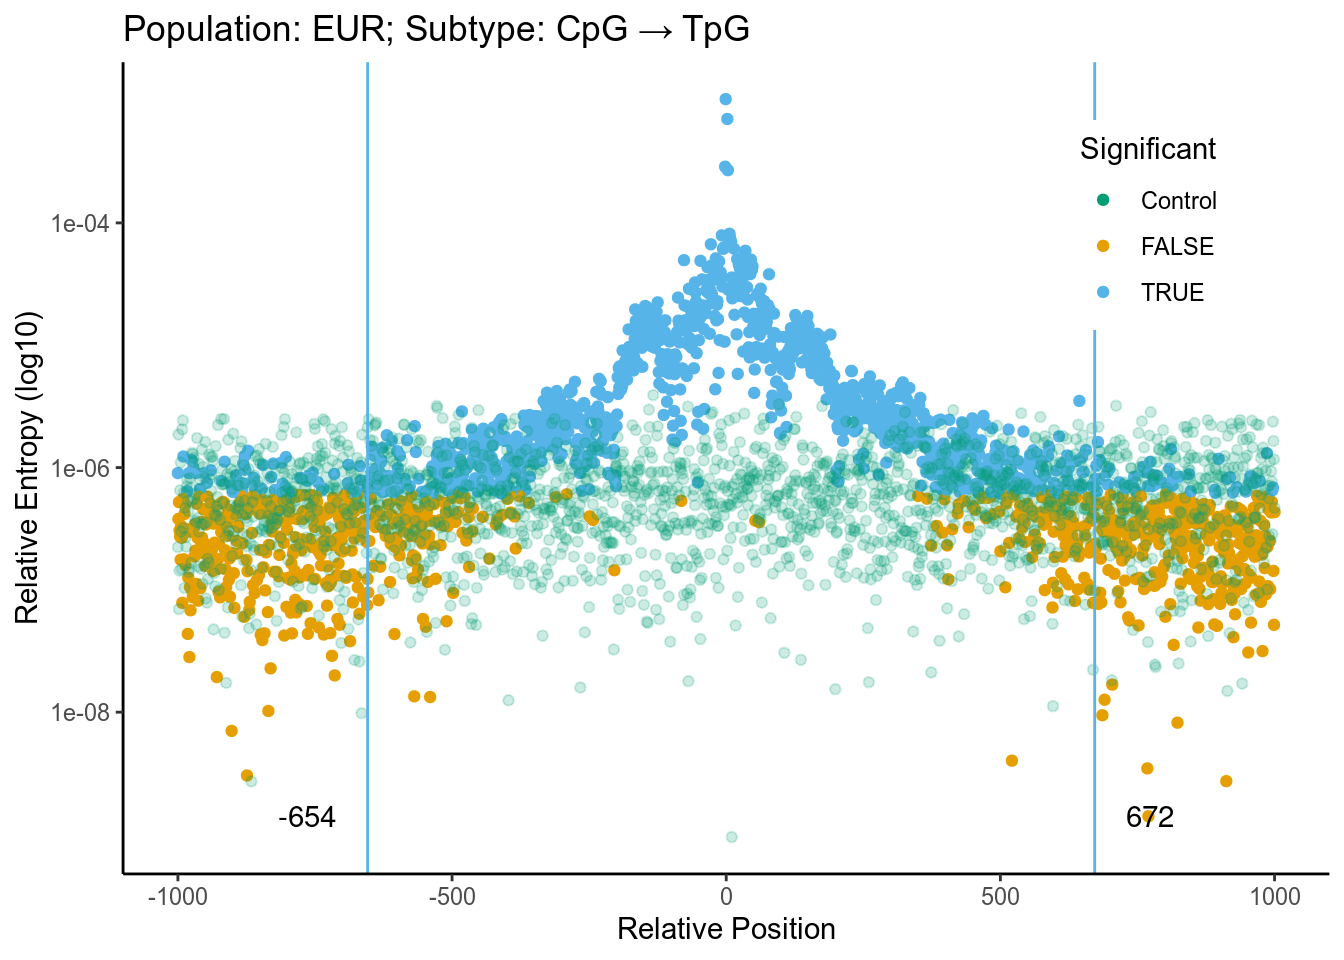 Population: EUR; Subtype: CpG → TpG
Relative Entropy (log10)
1e-04
1e-06
1e-08
Significant
Control
FALSE
TRUE
-654
672
-1000
-500
0
500
1000
Relative Position